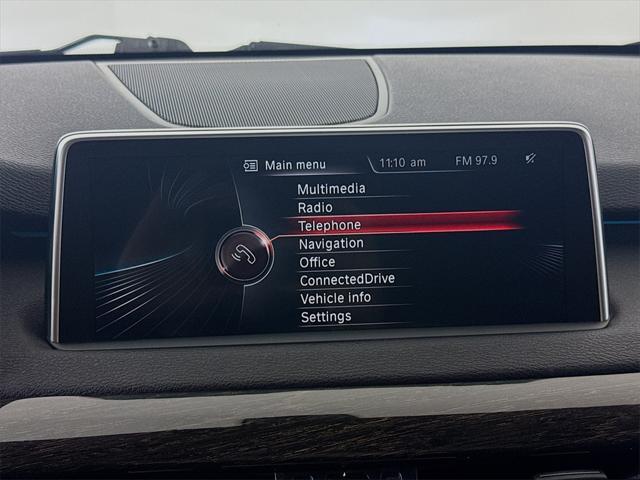 Main menu 11:10 am FM 97.9
Multimedia
Radio
Telephone
Navigation
Office
ConnectedDrive
Vehicle info
Settings